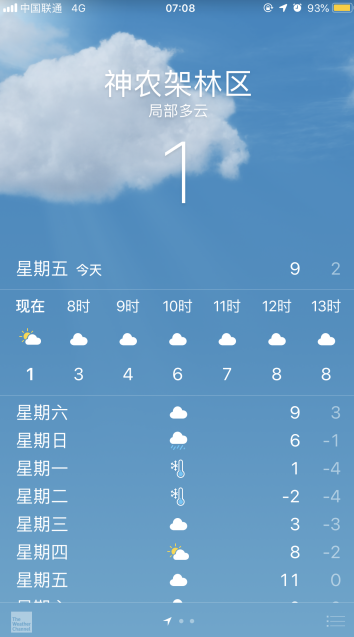 中国联通 4G 07:08 93%
神农架林区
局部多云
1
星期五 今天 9 2
现在 8时 9时 10时 11时 12时 13时
1 3 4 6 7 8 8
星期六 9 3
星期日 6 -1
星期一 1 -4
星期二 -2 -4
星期三 3 -3
星期四 8 -2
星期五 11 0
The Weather Channel